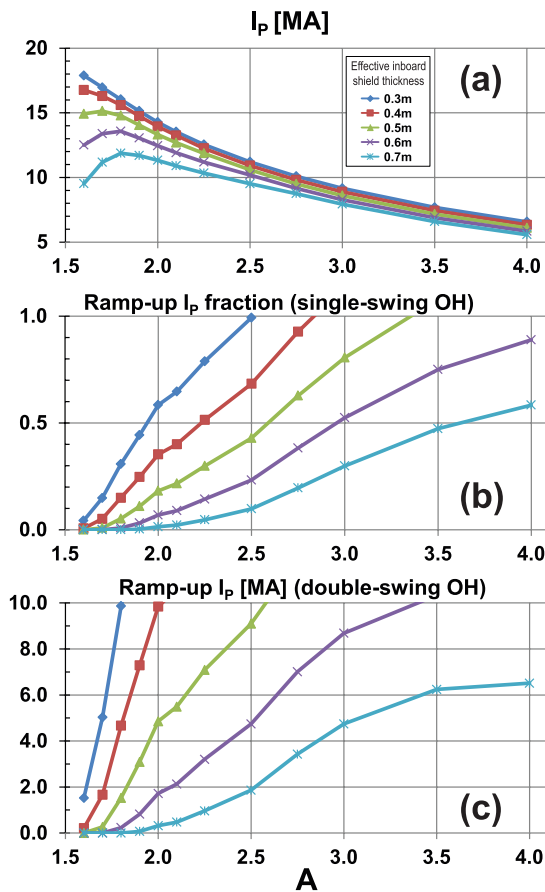 I_P [MA]
20
15
10
5
(a)
Effective inboard
shield thickness
0.3m
0.4m
0.5m
0.6m
0.7m
1.5 2.0 2.5 3.0 3.5 4.0
Ramp-up I_P fraction (single-swing OH)
1.0
0.5
0.0
(b)
1.5 2.0 2.5 3.0 3.5 4.0
Ramp-up I_P [MA] (double-swing OH)
10.0
8.0
6.0
4.0
2.0
0.0
(c)
1.5 2.0 2.5 3.0 3.5 4.0
A